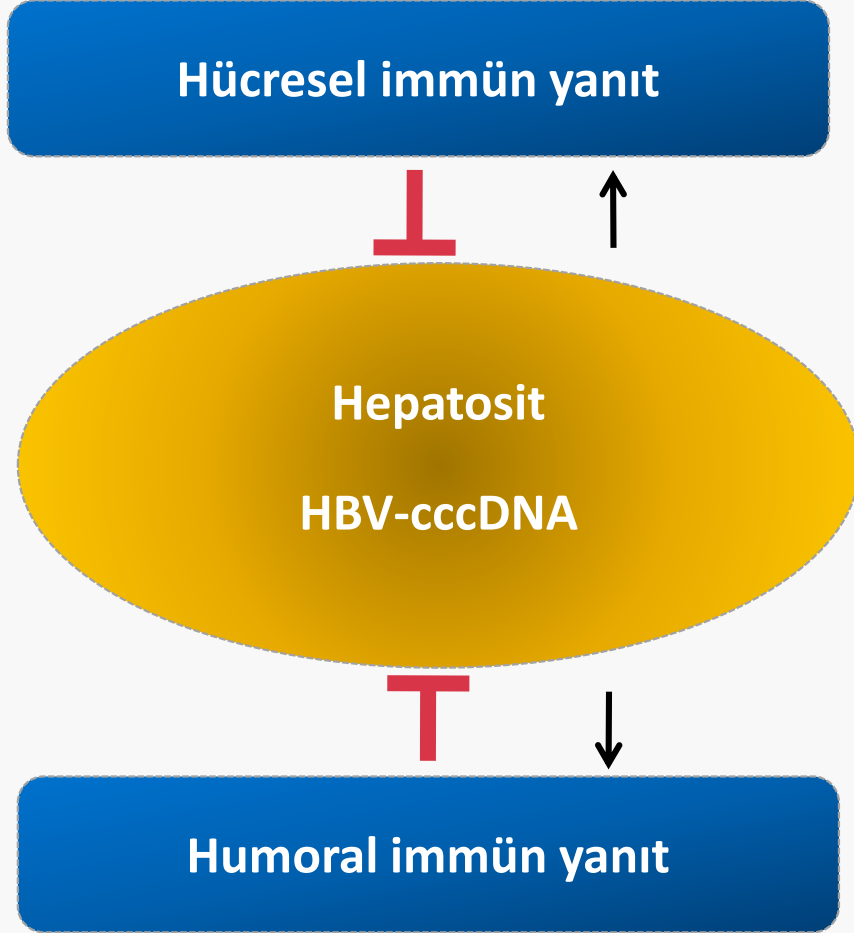 Hücresel immün yanıt
Hepatosit
HBV-cccDNA
Humoral immün yanıt